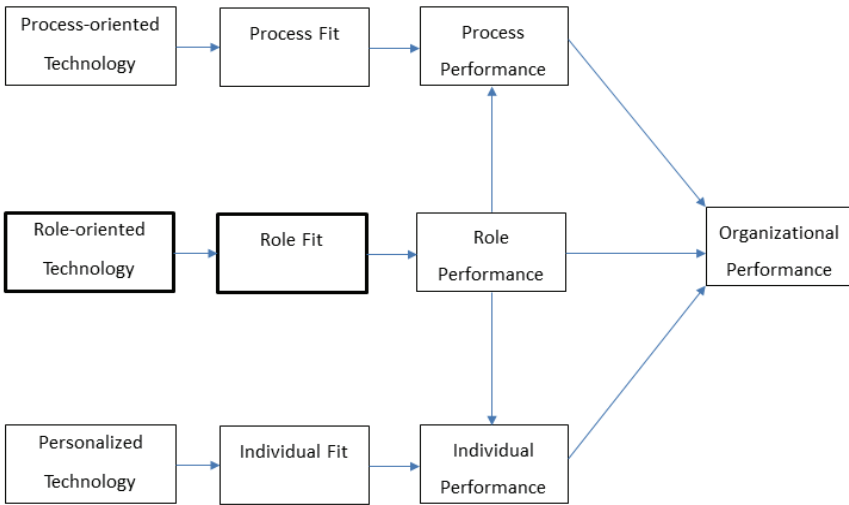 Process-oriented
Technology
Process Fit
Process
Performance
Role-oriented
Technology
Role Fit
Role
Performance
Organizational
Performance
Personalized
Technology
Individual Fit
Individual
Performance